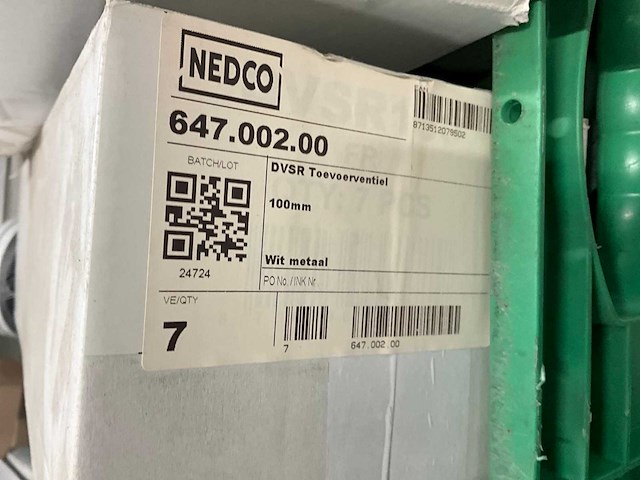 NEDCO
8713512079502
647.002.00
BATCH/LOT
DVSR Toevoerventiel
100mm
24724
Wit metaal
PO No. / INK Nr
VE/QTY
7
7
647.002.00